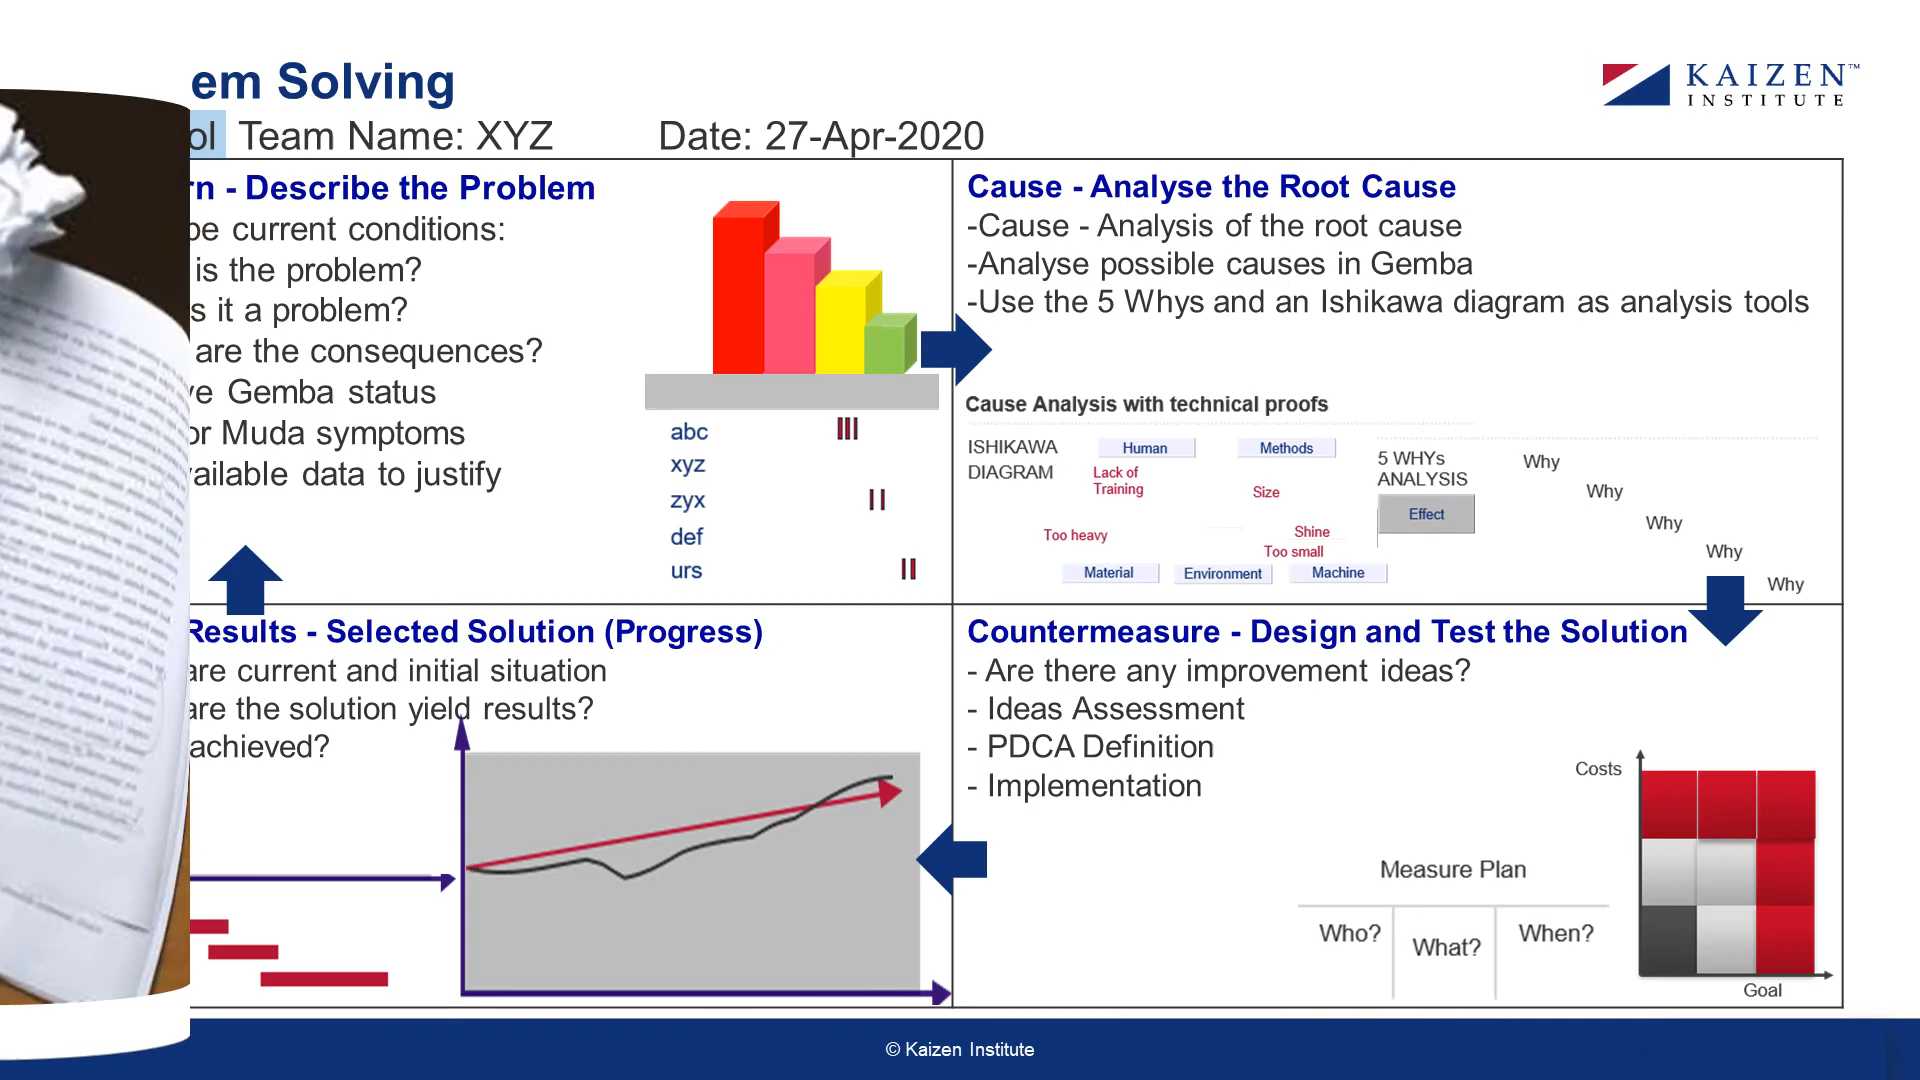 em Solving
KAIZEN™
INSTITUTE
ol Team Name: XYZ Date: 27-Apr-2020
rn - Describe the Problem
be current conditions:
is the problem?
s it a problem?
are the consequences?
ve Gemba status
or Muda symptoms
vailable data to justify
abc
xyz
zyx
def
urs
Cause - Analyse the Root Cause
-Cause - Analysis of the root cause
-Analyse possible causes in Gemba
-Use the 5 Whys and an Ishikawa diagram as analysis tools
Cause Analysis with technical proofs
ISHIKAWA
DIAGRAM
Human
Methods
Lack of
Training
Size
Too heavy
Shine
Too small
Material
Environment
Machine
5 WHYs
ANALYSIS
Effect
Why
Why
Why
Why
Why
Results - Selected Solution (Progress)
are current and initial situation
are the solution yield results?
achieved?
Countermeasure - Design and Test the Solution
- Are there any improvement ideas?
- Ideas Assessment
- PDCA Definition
- Implementation
Measure Plan
Who?
What?
When?
Costs
Goal
© Kaizen Institute